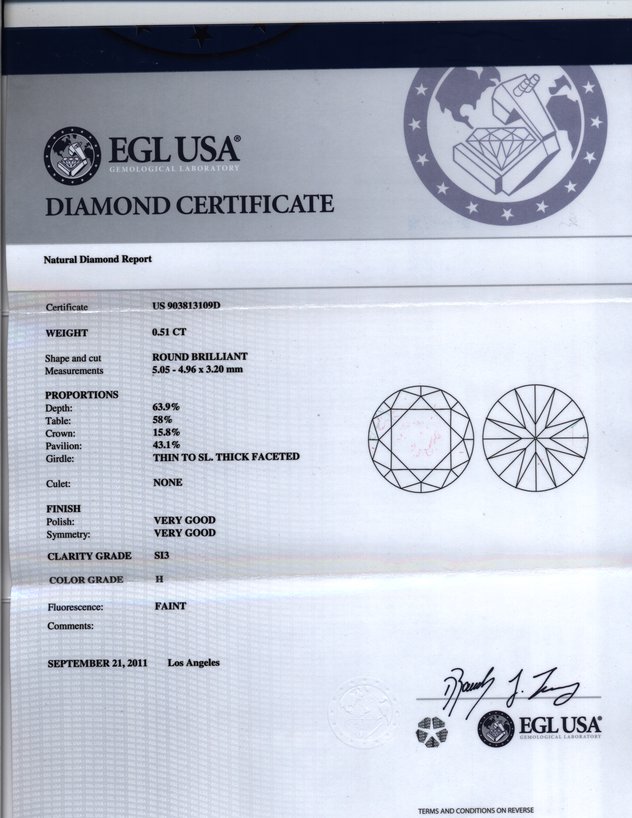 EGL USA®
GEMOLOGICAL LABORATORY
DIAMOND CERTIFICATE
Natural Diamond Report
Certificate US 903813109D
WEIGHT 0.51 CT
Shape and cut ROUND BRILLIANT
Measurements 5.05 - 4.96 x 3.20 mm
PROPORTIONS
Depth: 63.9%
Table: 58%
Crown: 15.8%
Pavilion: 43.1%
Girdle: THIN TO SL. THICK FACETED
Culet: NONE
FINISH
Polish: VERY GOOD
Symmetry: VERY GOOD
CLARITY GRADE SI3
COLOR GRADE H
Fluorescence: FAINT
Comments:
SEPTEMBER 21, 2011 Los Angeles
EGL USA®
GEMOLOGICAL LABORATORY
TERMS AND CONDITIONS ON REVERSE